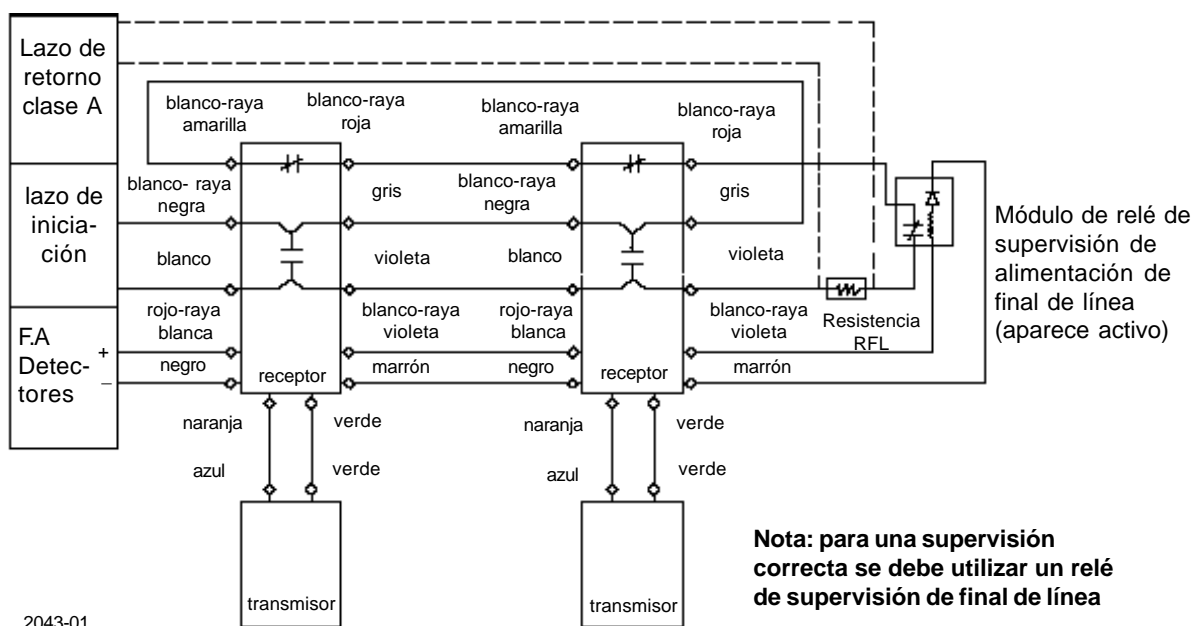 Lazo de
retorno
clase A
lazo de
inicia-
ción
F.A
Detec-
tores
+
–
blanco-raya
amarilla
blanco-raya
roja
blanco-raya
amarilla
blanco-raya
roja
blanco- raya
negra
gris
blanco-raya
negra
gris
blanco
violeta
blanco
violeta
rojo-raya
blanca
blanco-raya
violeta
rojo-raya
blanca
blanco-raya
violeta
Resistencia
RFL
negro
receptor
marrón
negro
receptor
marrón
Módulo de relé de
supervisión de
alimentación de
final de línea
(aparece activo)
naranja
verde
naranja
verde
azul
verde
azul
verde
transmisor
transmisor
Nota: para una supervisión
correcta se debe utilizar un relé
de supervisión de final de línea
2043-01